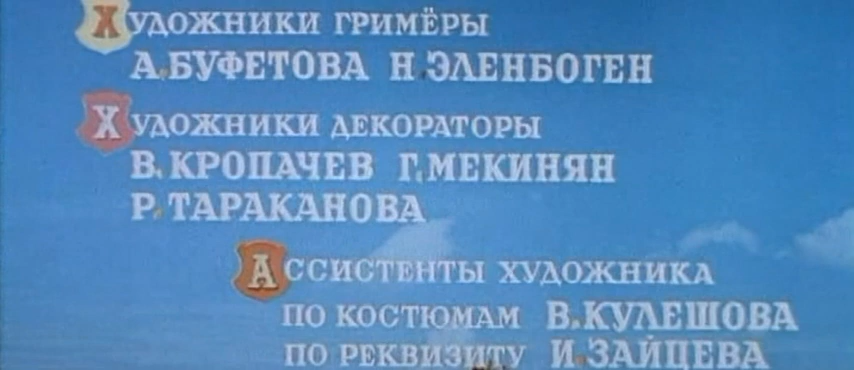 Художники гримёры
А.Буфетова Н.Эленбоген
Художники декораторы
В.Кропачев Г.Мекинян
Р.Тараканова
Ассистенты художника
по костюмам В.Кулешова
по реквизиту И.Зайцева